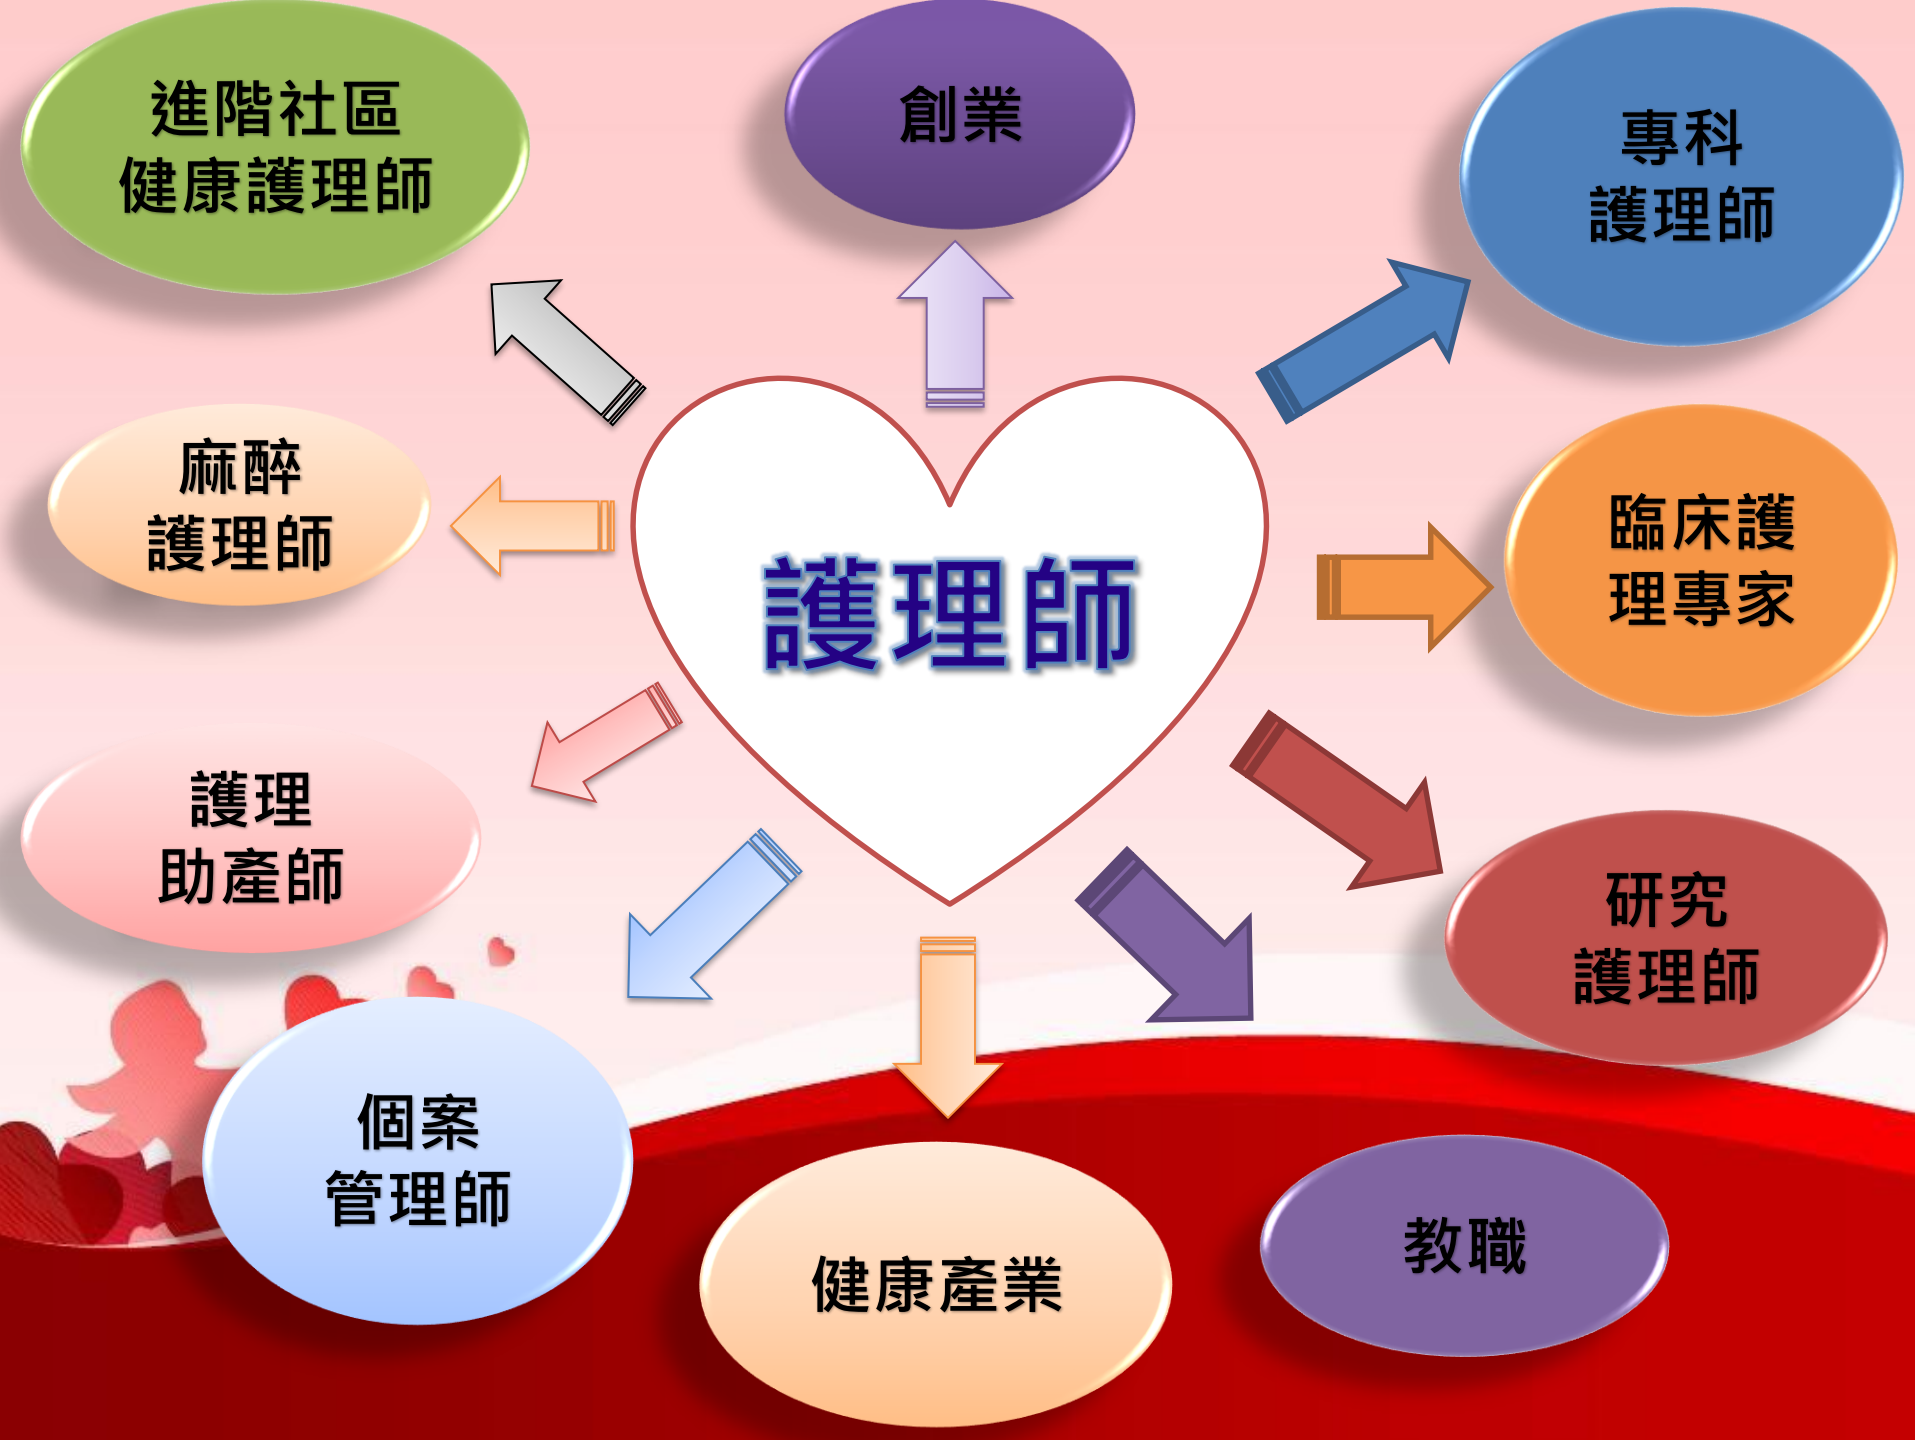 進階社區
健康護理師
創業
專科
護理師
麻醉
護理師
臨床護
理專家
護理師
護理
助產師
研究
護理師
個案
管理師
健康產業
教職